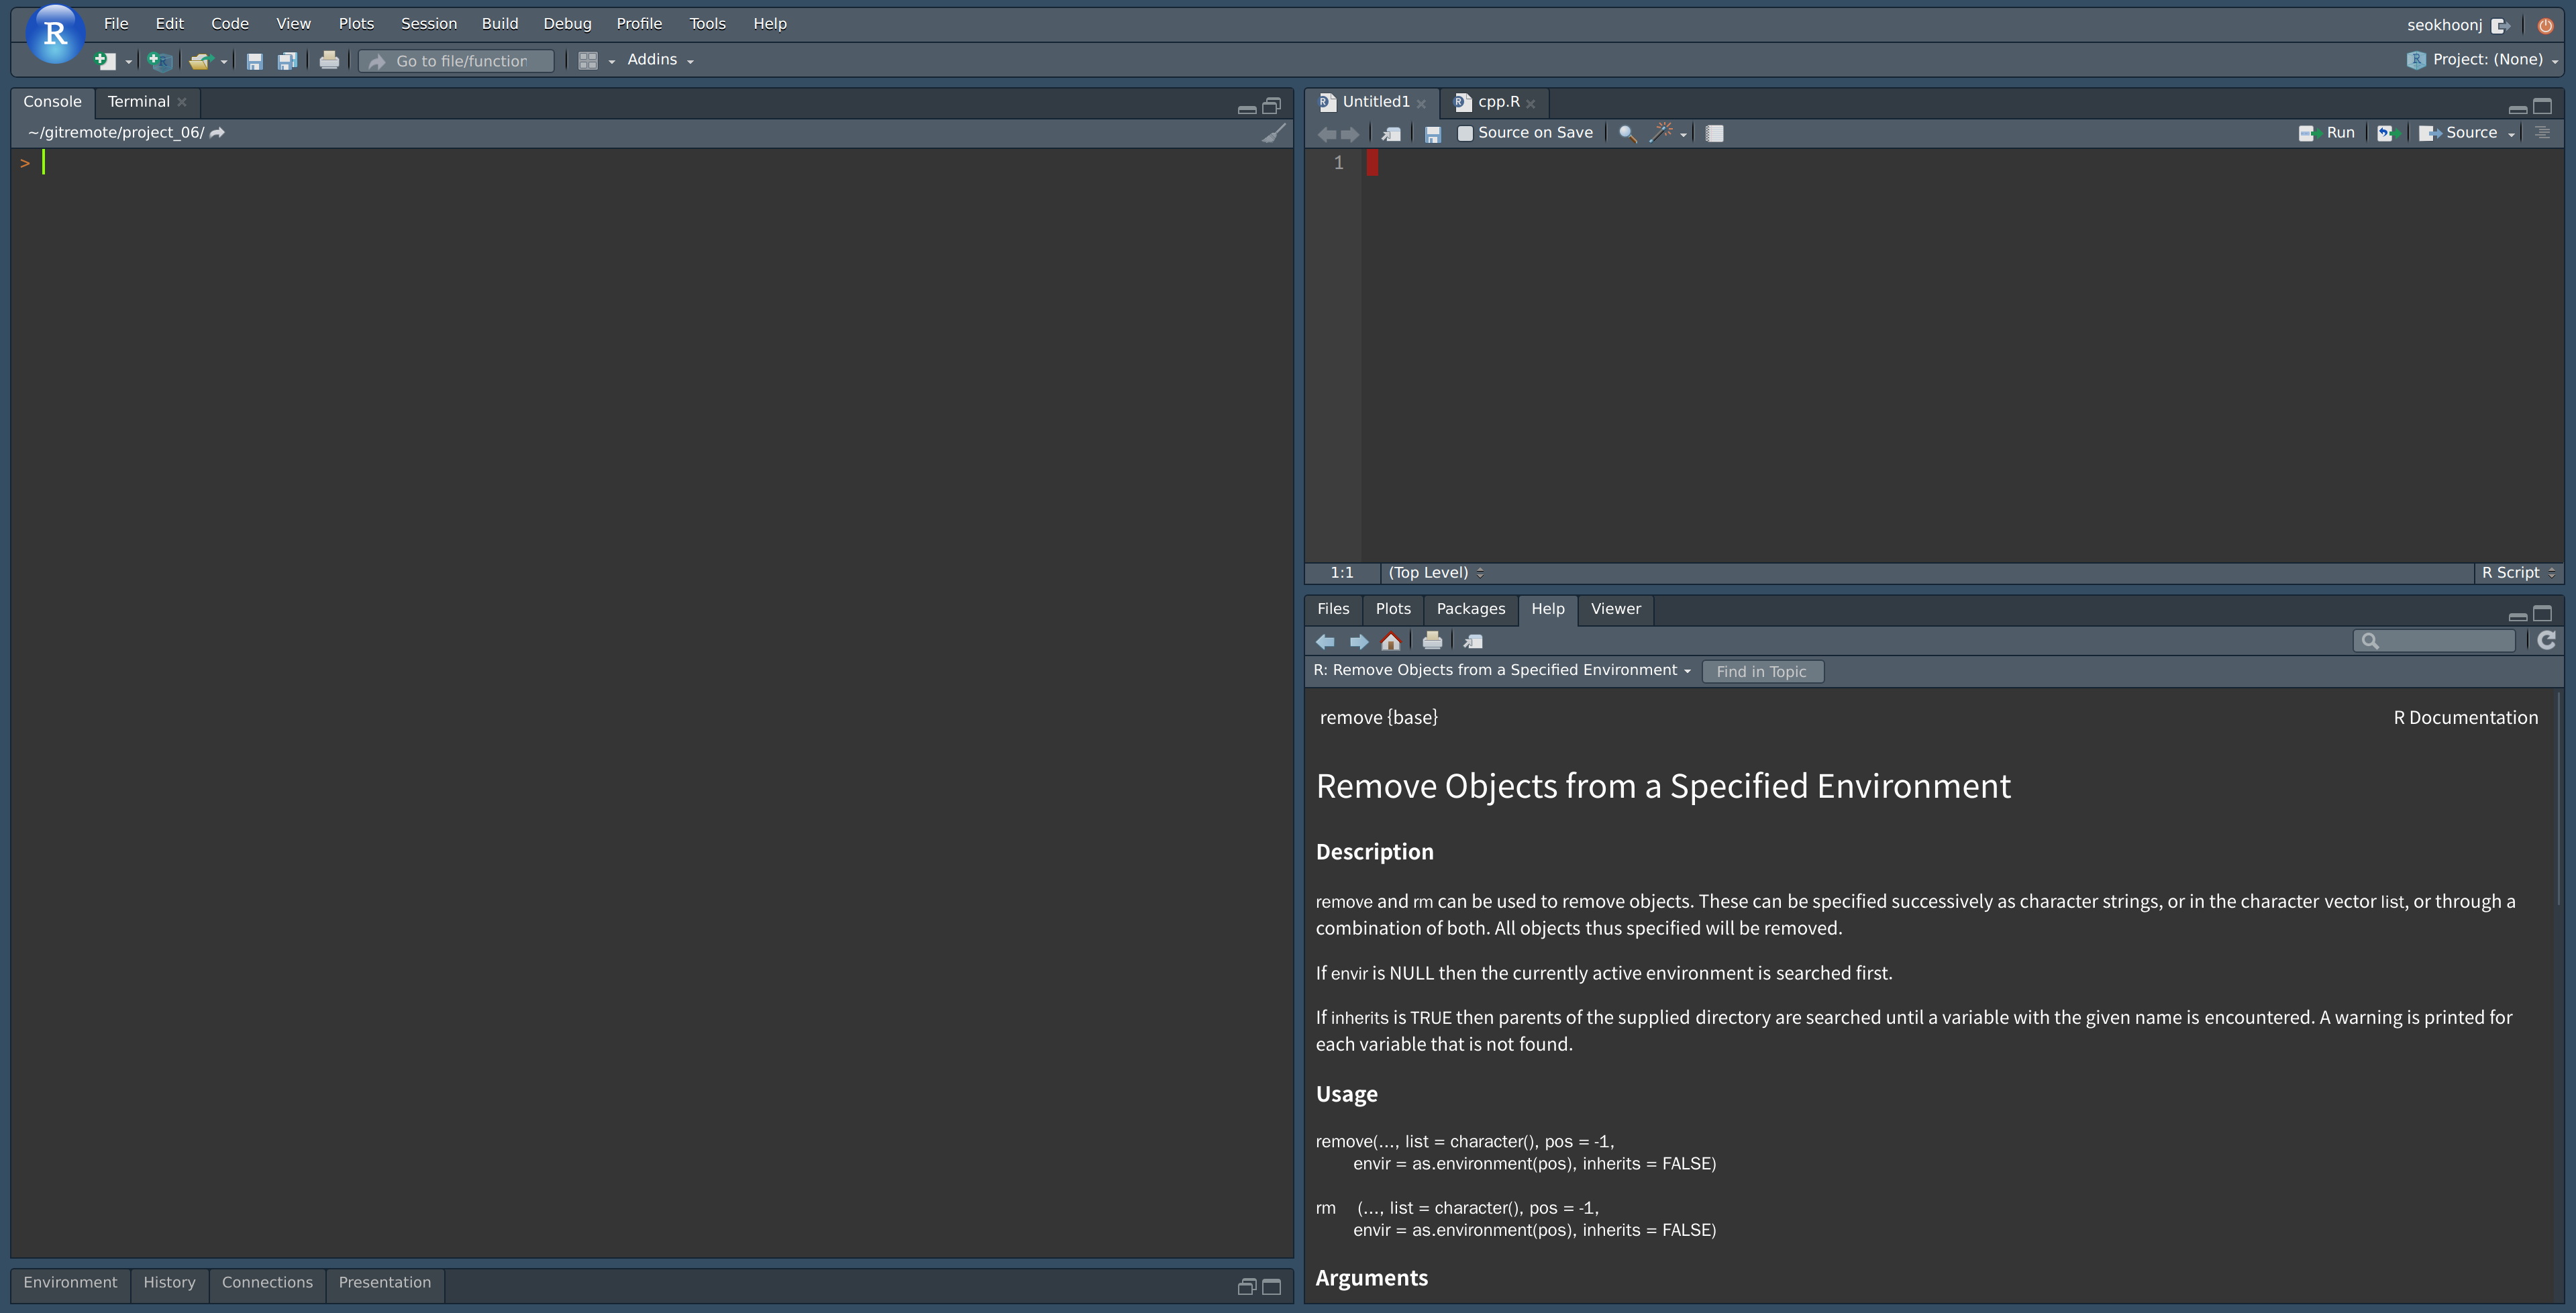 R File Edit Code View Plots Session Build Debug Profile Tools Help seokhoonj
Go to file/function Addins Project: (None)
Console Terminal
~/gitremote/project_06/
>
Untitled1 cpp.R
Source on Save Run Source
1
1:1 (Top Level) R Script
Files Plots Packages Help Viewer
R: Remove Objects from a Specified Environment Find in Topic
remove {base} R Documentation
Remove Objects from a Specified Environment
Description
remove and rm can be used to remove objects. These can be specified successively as character strings, or in the character vector list, or through a
combination of both. All objects thus specified will be removed.
If envir is NULL then the currently active environment is searched first.
If inherits is TRUE then parents of the supplied directory are searched until a variable with the given name is encountered. A warning is printed for
each variable that is not found.
Usage
remove(..., list = character(), pos = -1,
envir = as.environment(pos), inherits = FALSE)
rm (..., list = character(), pos = -1,
envir = as.environment(pos), inherits = FALSE)
Arguments
Environment History Connections Presentation